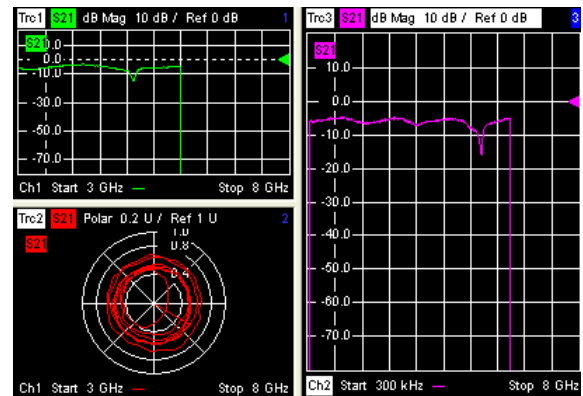 Trc1 S21 dB Mag 10 dB / Ref 0 dB 1
S21
0.0
0.0
-10.0
-30.0
-50.0
-70.0
Ch1 Start 3 GHz Stop 8 GHz
Trc2 S21 Polar 0.2 U / Ref 1 U 2
S21
1.0
0.8
0.4
Ch1 Start 3 GHz Stop 8 GHz
Trc3 S21 dB Mag 10 dB / Ref 0 dB 3
S21
10.0
0.0
-10.0
-20.0
-30.0
-40.0
-50.0
-60.0
-70.0
Ch2 Start 300 kHz Stop 8 GHz